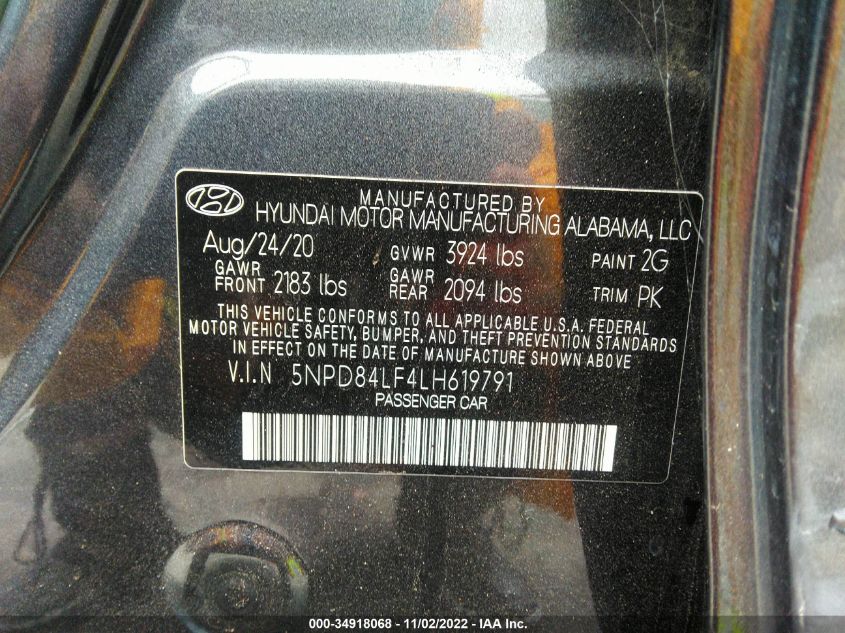 MANUFACTURED BY
HYUNDAI MOTOR MANUFACTURING ALABAMA, LLC
Aug/24/20 GVWR 3924 lbs PAINT 2G
GAWR FRONT 2183 lbs GAWR REAR 2094 lbs TRIM PK
THIS VEHICLE CONFORMS TO ALL APPLICABLE U.S.A. FEDERAL
MOTOR VEHICLE SAFETY, BUMPER, AND THEFT PREVENTION STANDARDS
IN EFFECT ON THE DATE OF MANUFACTURE SHOWN ABOVE
V.I.N 5NPD84LF4LH619791
PASSENGER CAR
000-34918068 - 11/02/2022 - IAA Inc.